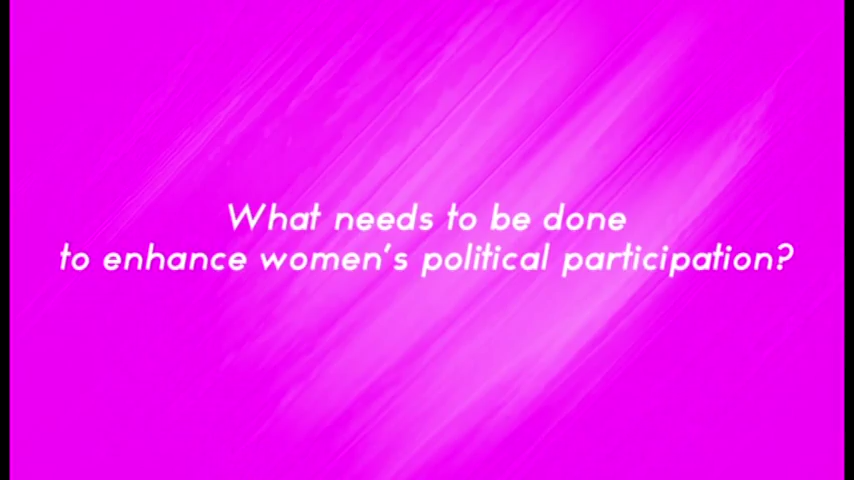 What needs to be done
to enhance women's political participation?